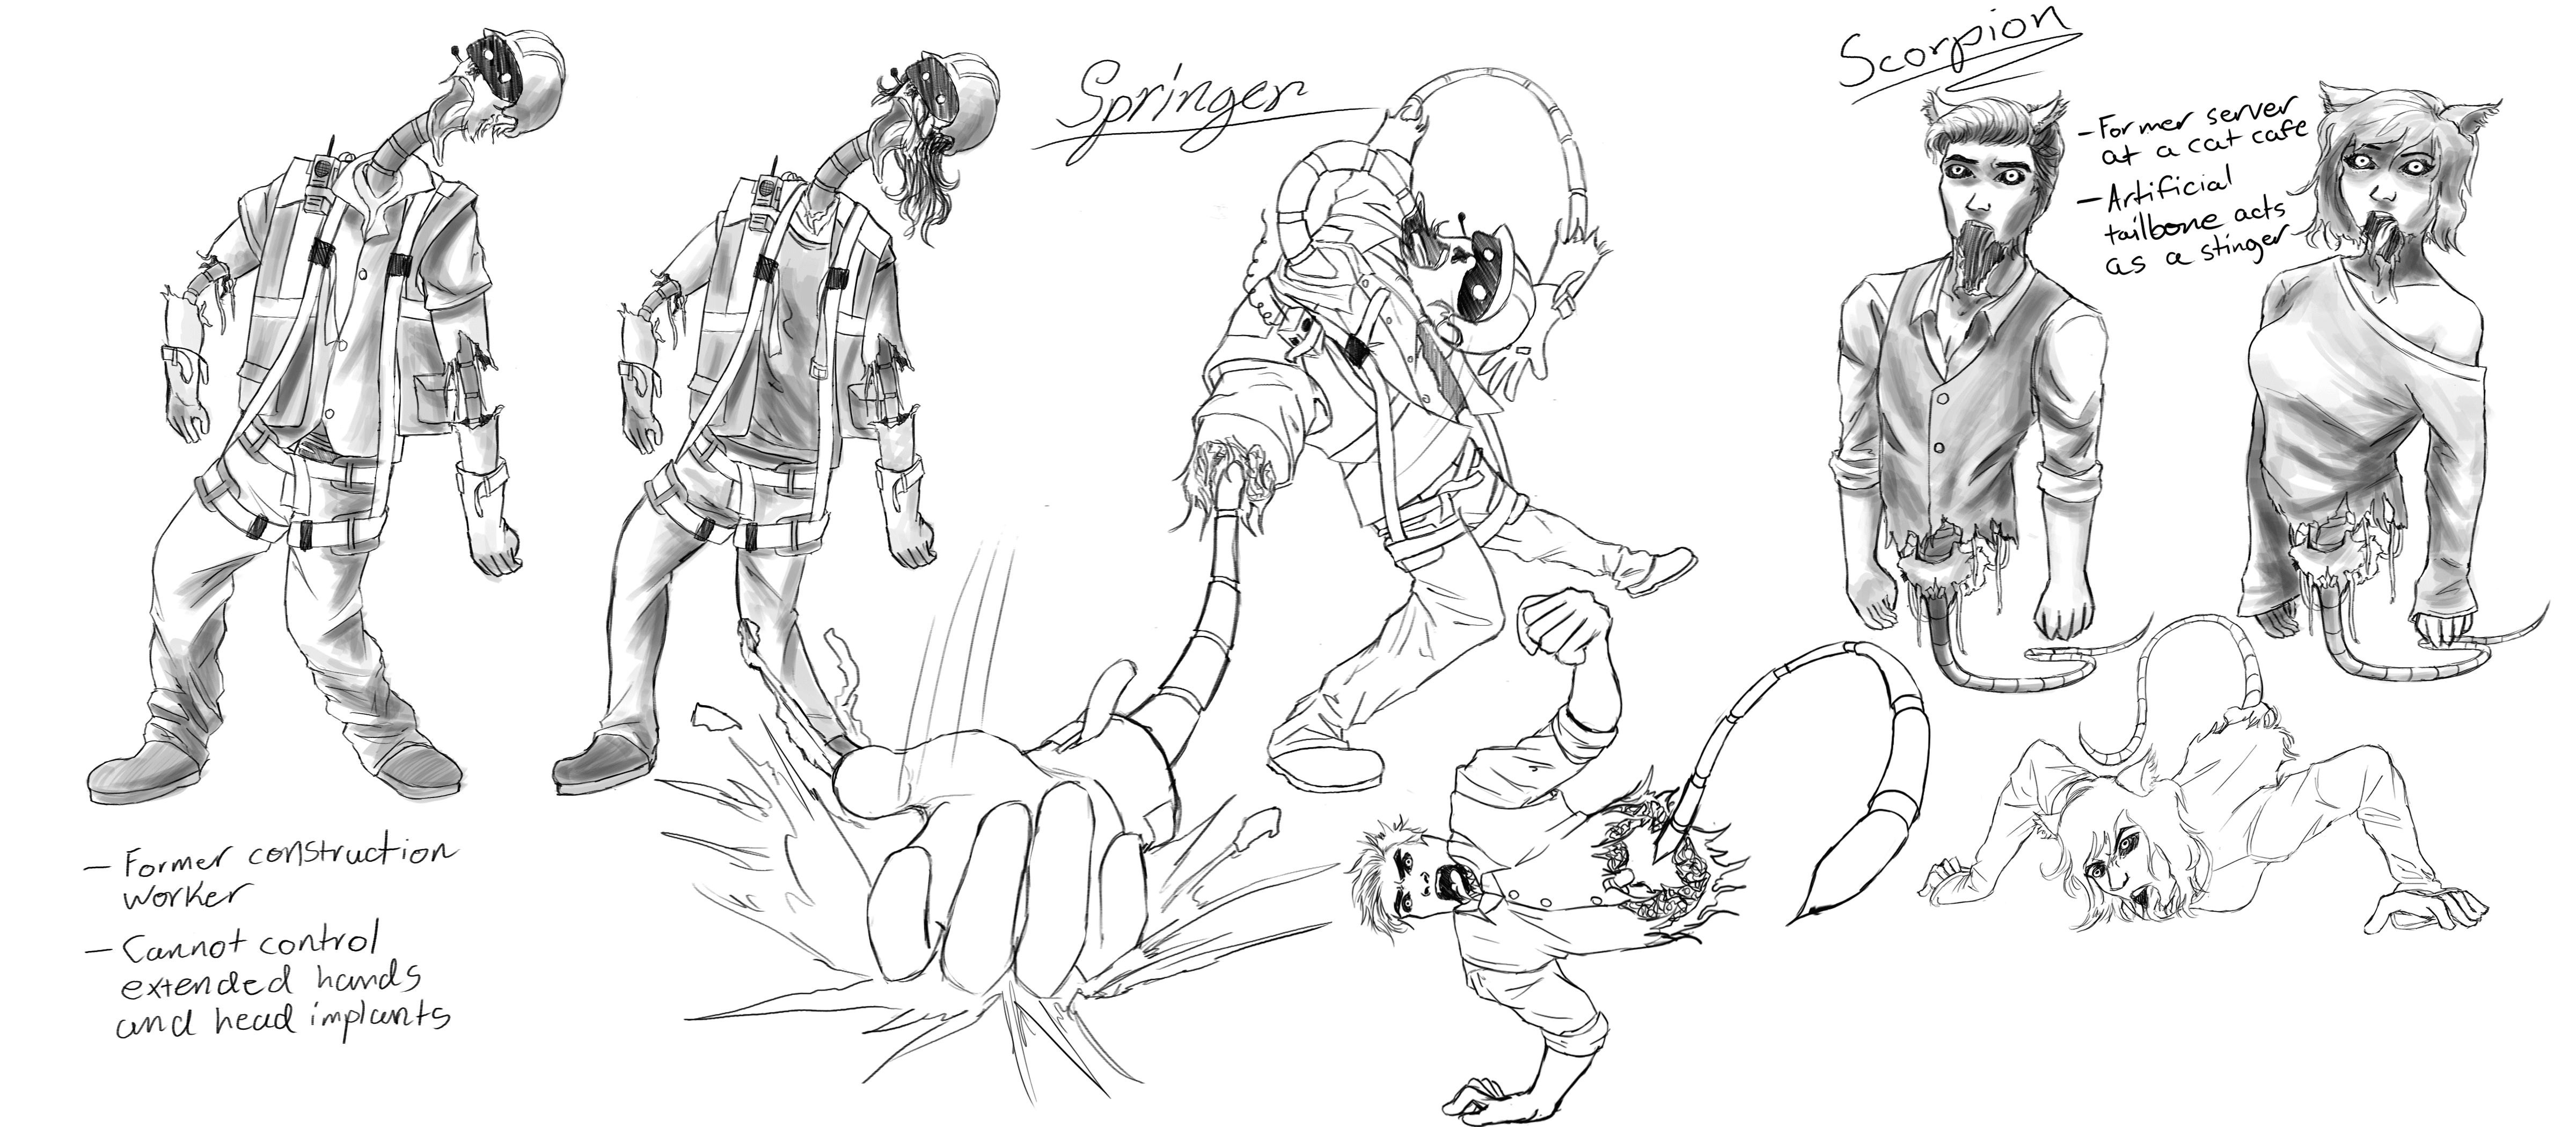 Springer
- Former construction
worker
- Cannot control
extended hands
and head implants
Scorpion
- Former server
at a cat cafe
- Artificial
tailbone acts
as a stinger